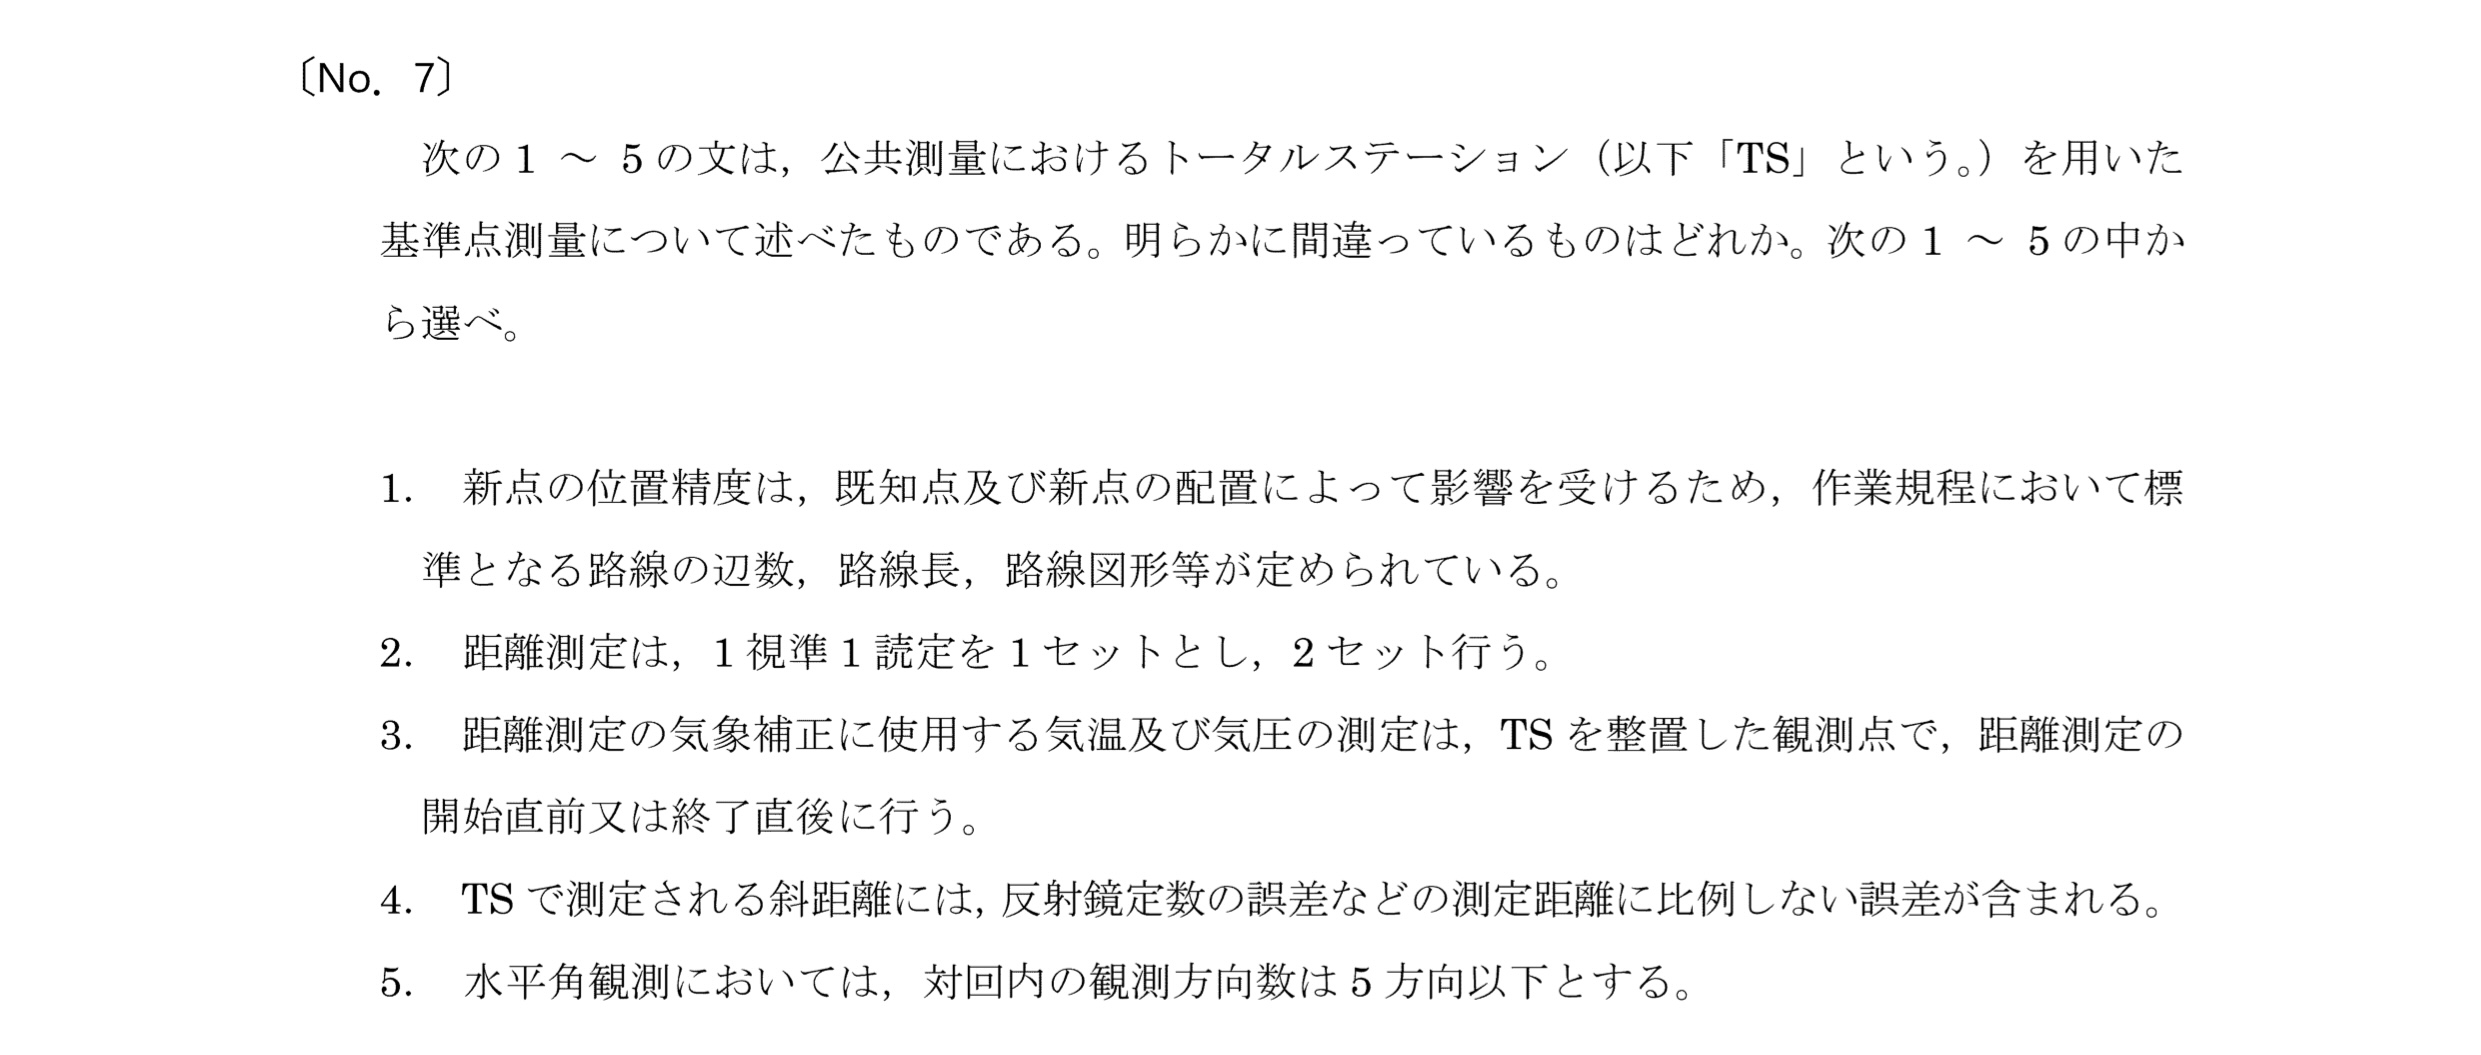 〔No. 7〕
次の 1 ～ 5 の文は，公共測量におけるトータルステーション（以下「TS」という。）を用いた
基準点測量について述べたものである。明らかに間違っているものはどれか。次の 1 ～ 5 の中か
ら選べ。
1. 新点の位置精度は，既知点及び新点の配置によって影響を受けるため，作業規程において標
準となる路線の辺数，路線長，路線図形等が定められている。
2. 距離測定は，1 視準 1 読定を 1 セットとし，2 セット行う。
3. 距離測定の気象補正に使用する気温及び気圧の測定は，TS を整置した観測点で，距離測定の
開始直前又は終了直後に行う。
4. TS で測定される斜距離には，反射鏡定数の誤差などの測定距離に比例しない誤差が含まれる。
5. 水平角観測においては，対回内の観測方向数は 5 方向以下とする。